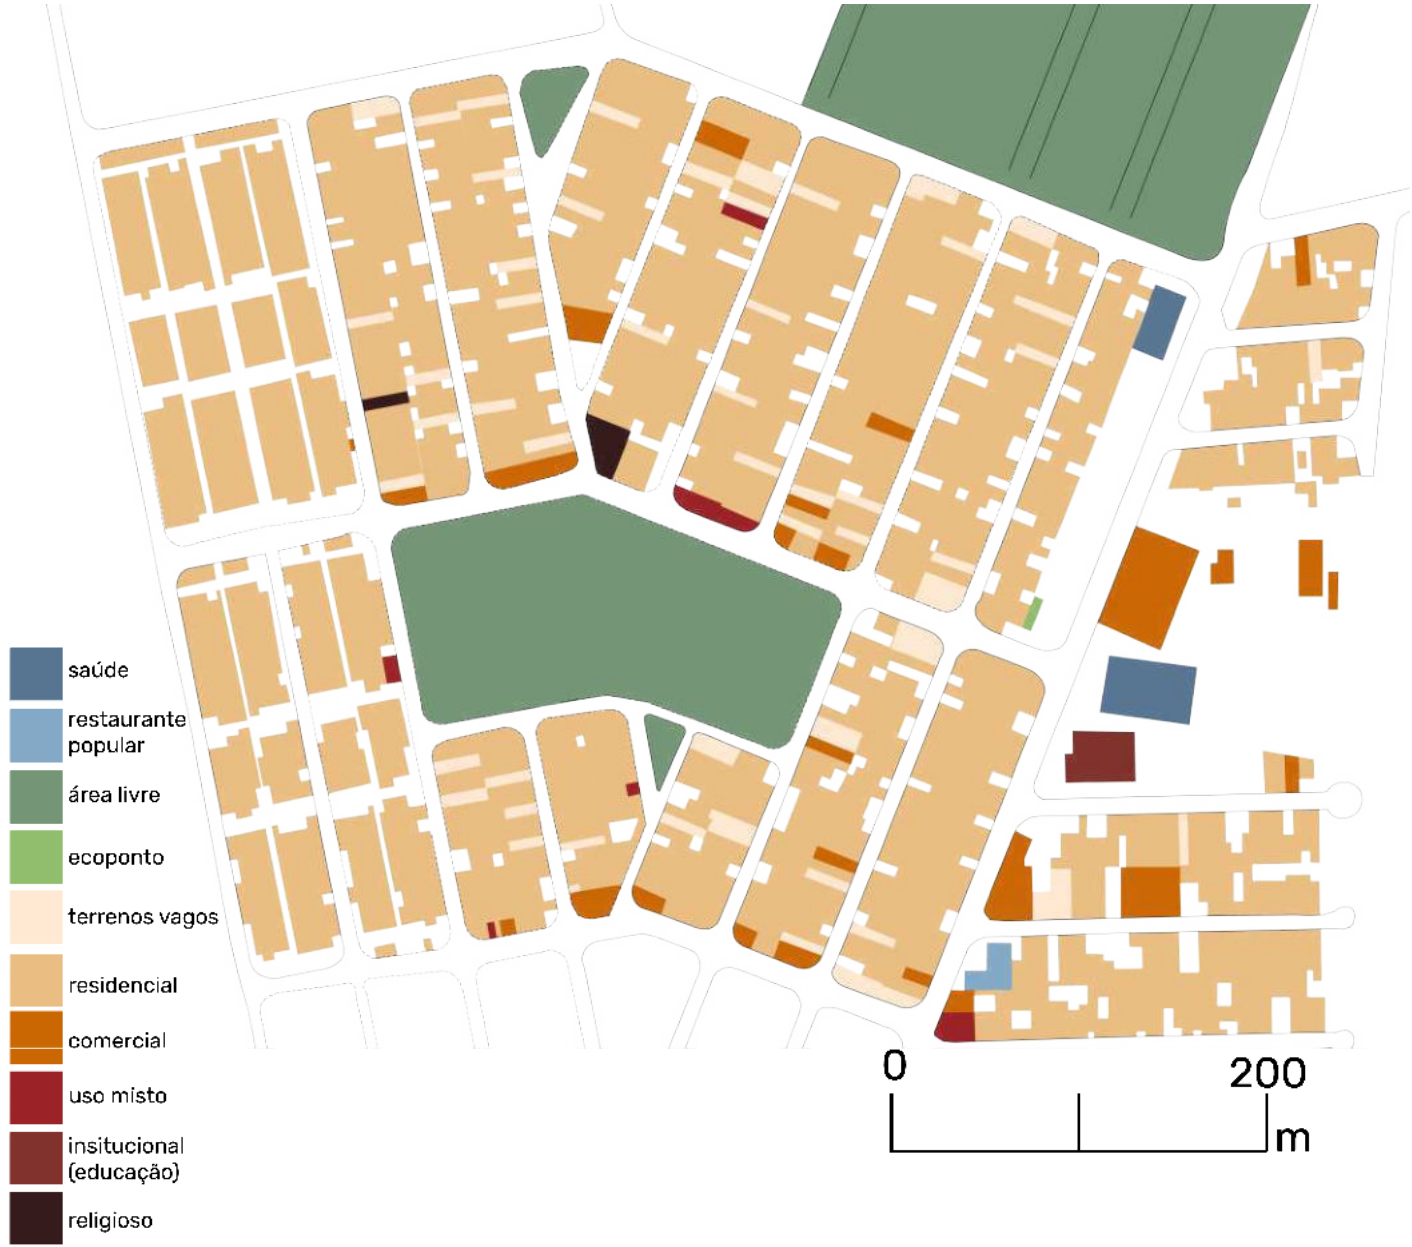 saúde
restaurante
popular
área livre
ecoponto
terrenos vagos
residencial
comercial
uso misto
insitucional
(educação)
religioso
0
200
m